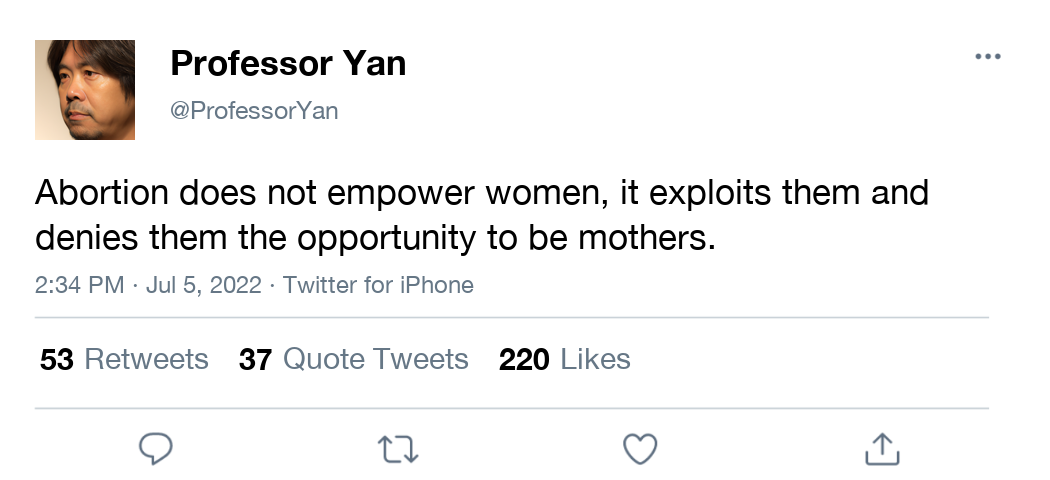 Professor Yan
@ProfessorYan
Abortion does not empower women, it exploits them and
denies them the opportunity to be mothers.
2:34 PM · Jul 5, 2022 · Twitter for iPhone
53 Retweets 37 Quote Tweets 220 Likes